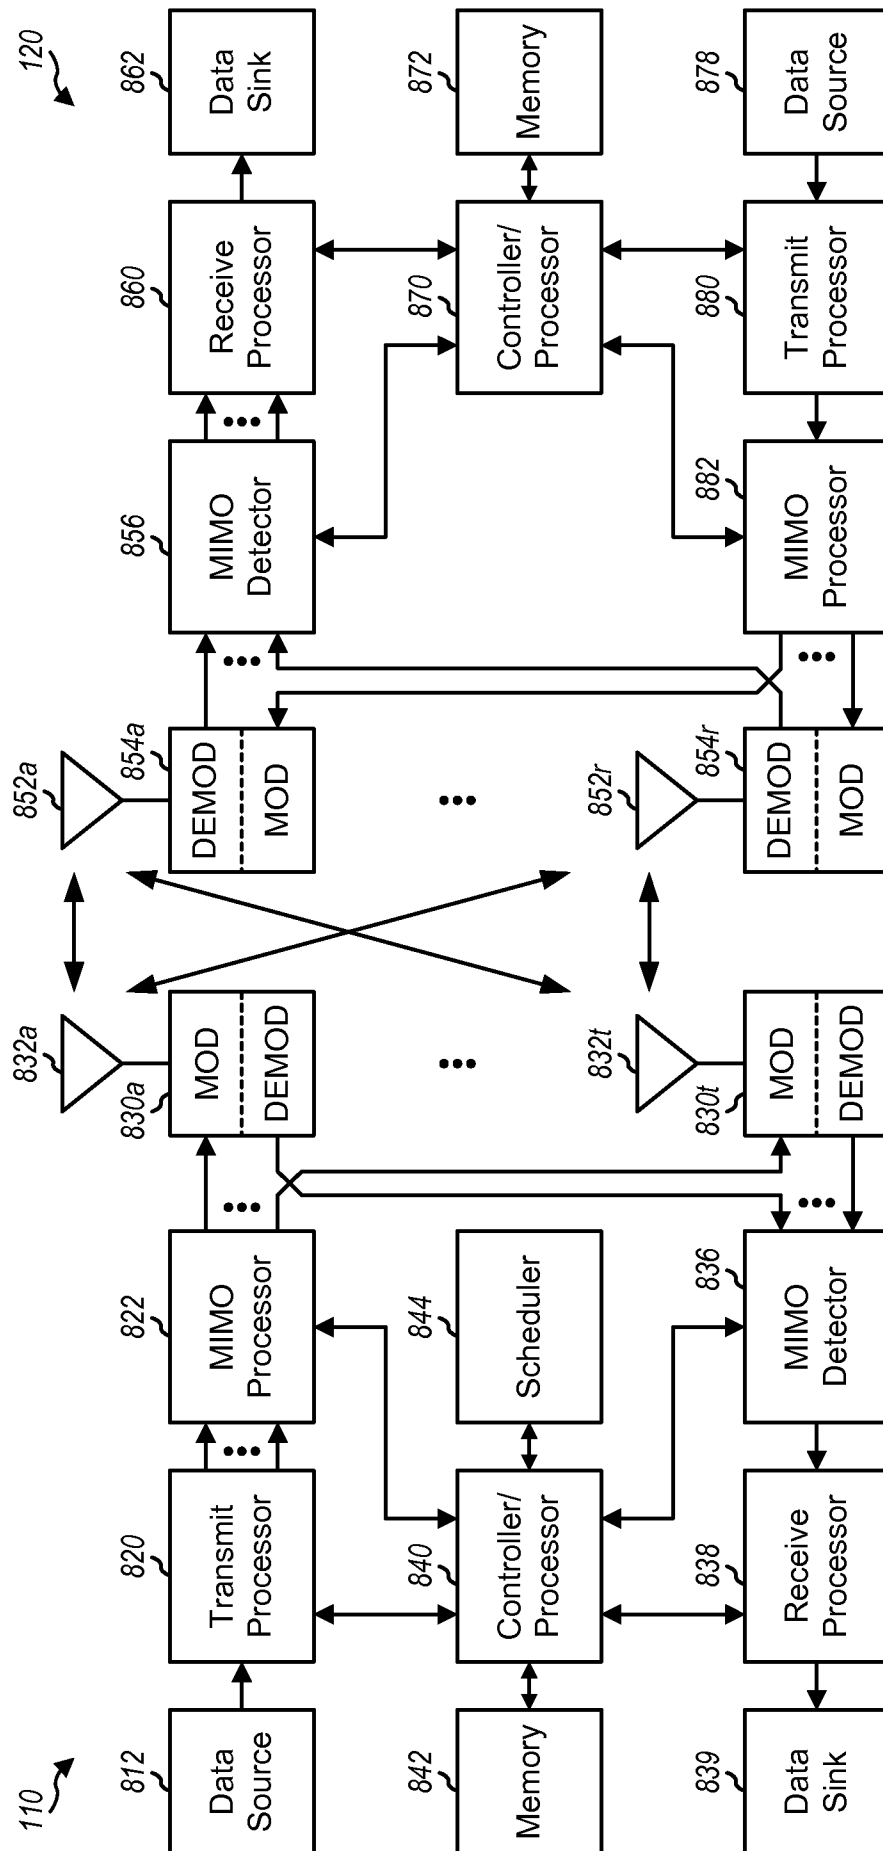 110
120
812
Data
Source
820
Transmit
Processor
822
MIMO
Processor
830a
MOD
DEMOD
832a
852a
854a
DEMOD
MOD
856
MIMO
Detector
860
Receive
Processor
862
Data
Sink
842
Memory
840
Controller/
Processor
844
Scheduler
870
Controller/
Processor
872
Memory
839
Data
Sink
838
Receive
Processor
836
MIMO
Detector
830t
MOD
DEMOD
832t
852r
854r
DEMOD
MOD
882
MIMO
Processor
880
Transmit
Processor
878
Data
Source